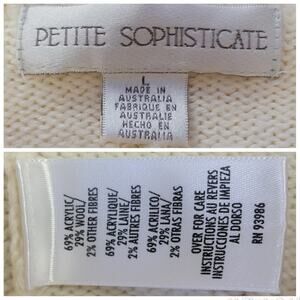 PETITE SOPHISTICATE
L
MADE IN
AUSTRALIA
FABRIQUE EN
AUSTRALIE
HECHO EN
AUSTRALIA
69% ACRYLIC/
29% WOOL/
2% OTHER FIBRES
69% ACRYLIQUE/
29% LAINE/
2% AUTRES FIBRES
69% ACRILICO/
29% LANA/
2% OTRAS FIBRAS
OVER FOR CARE
INSTRUCTIONS AU REVERS
INSTRUCCIONES DE LIMPIEZA
AL DORSO
RN 93986